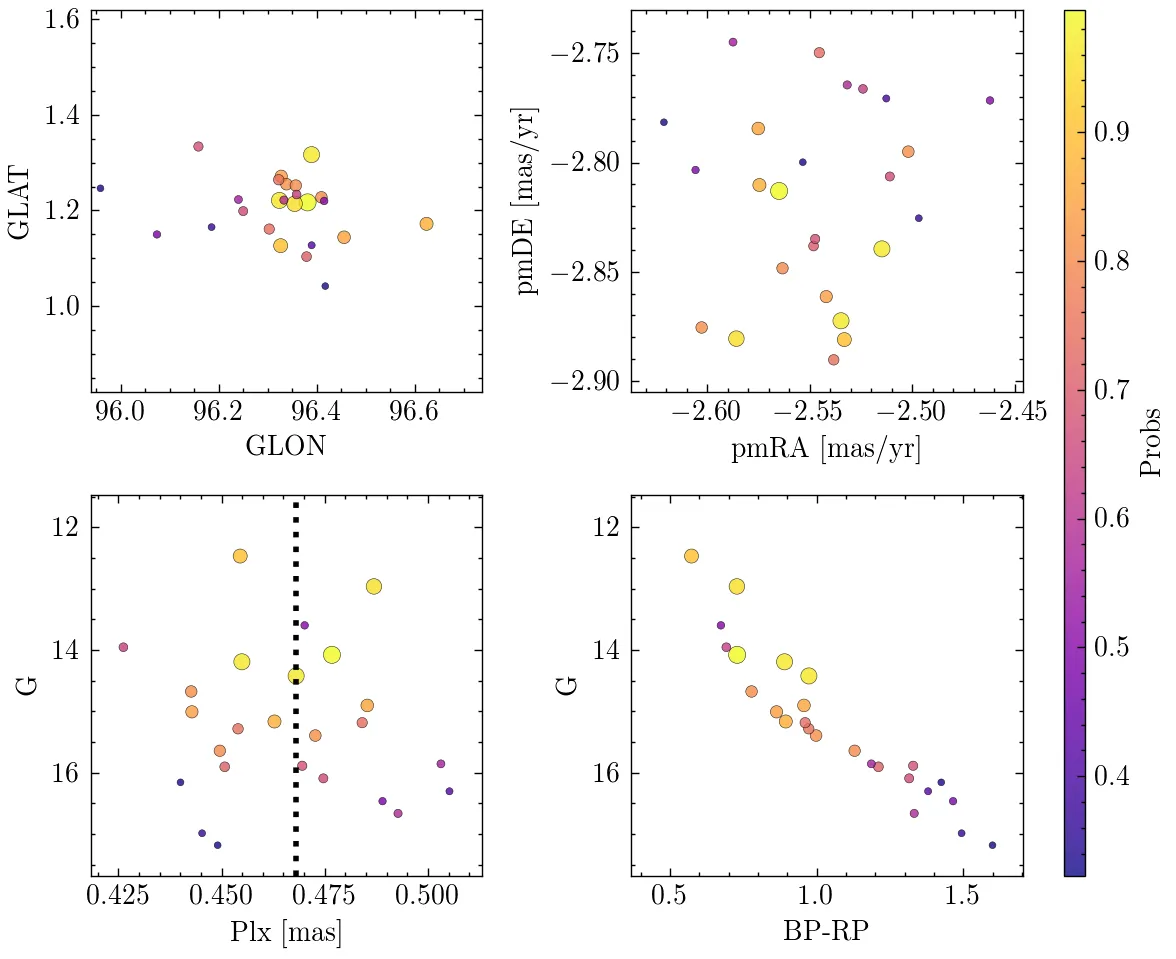 1.6
1.4
1.2
1.0
GLAT
96.0 96.2 96.4 96.6
GLON
−2.75
−2.80
−2.85
−2.90
pmDE [mas/yr]
−2.60 −2.55 −2.50 −2.45
pmRA [mas/yr]
12
14
16
G
0.425 0.450 0.475 0.500
Plx [mas]
12
14
16
G
0.5 1.0 1.5
BP-RP
0.9
0.8
0.7
0.6
0.5
0.4
Probs